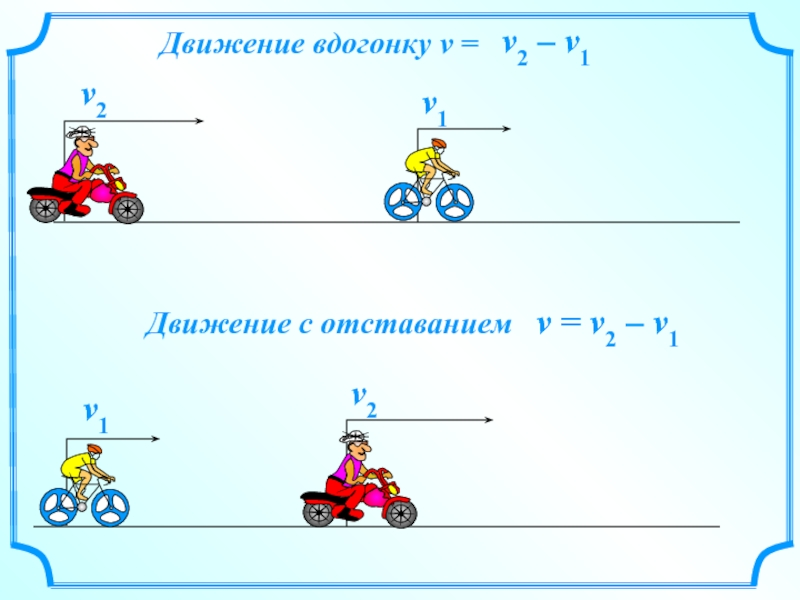 Движение вдогонку v = v₂ – v₁
v₂
v₁
Движение с отставанием v = v₂ – v₁
v₁
v₂